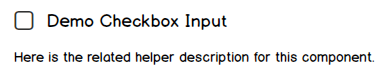 Demo Checkbox Input
Here is the related helper description for this component.